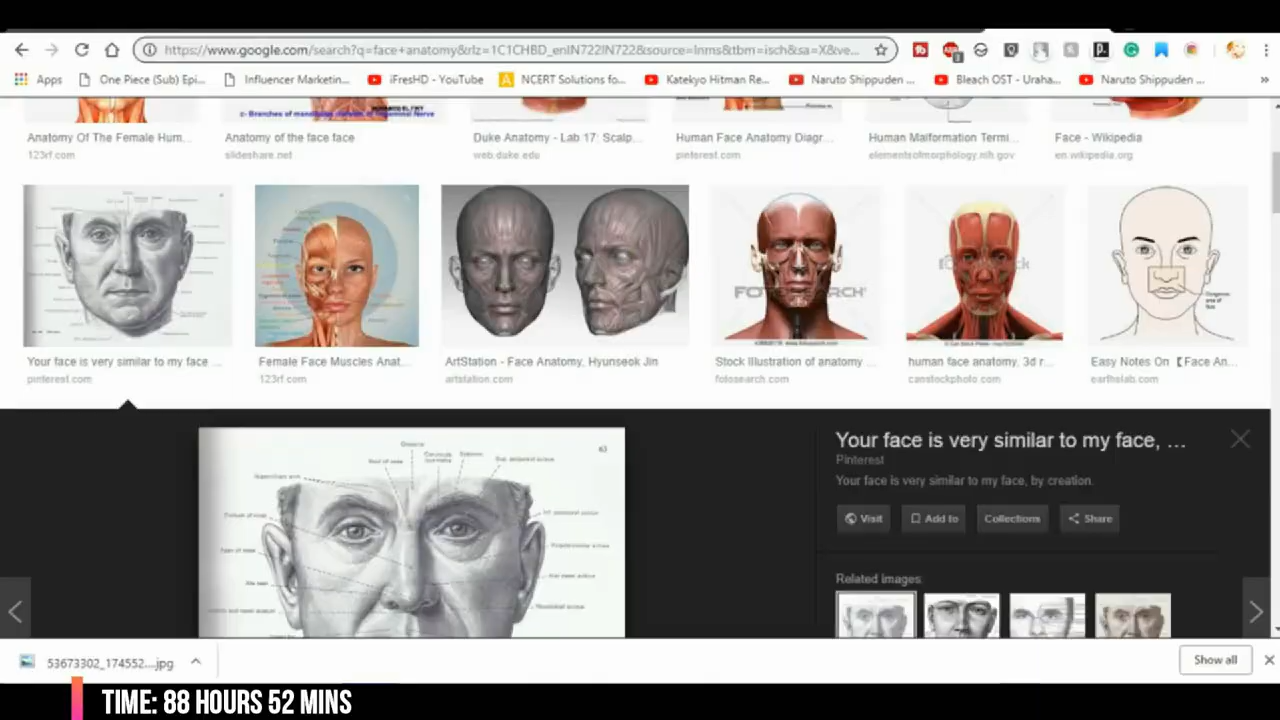 https://www.google.com/search?q=face+anatomy&rlz=1C1CHBD_enIN722IN722&source=lnms&tbm=isch&sa=X&ve...
Apps One Piece (Sub) Epi... Influencer Marketin... iFresHD - YouTube NCERT Solutions fo... Katekyo Hitman Re... Naruto Shippuden Bleach OST - Uraha... Naruto Shippuden ... »
c- Branches of mandibular division of Trigeminal Nerve
Anatomy Of The Female Hum... Anatomy of the face face Duke Anatomy - Lab 17: Scalp... Human Face Anatomy Diagr... Human Malformation Termi... Face - Wikipedia
123rf.com slideshare.net web.duke.edu pinterest.com elementsofmorphology.nih.gov en.wikipedia.org
Your face is very similar to my face ... Female Face Muscles Anat... ArtStation - Face Anatomy, Hyunseok Jin Stock Illustration of anatomy ... human face anatomy, 3d r... Easy Notes On 【Face An...
pinterest.com 123rf.com artstation.com fotosearch.com canstockphoto.com earthslab.com
Your face is very similar to my face, ...
Pinterest
Your face is very similar to my face, by creation.
Visit Add to Collections Share
Related images
63
53673302_174552....jpg
Show all
TIME: 88 HOURS 52 MINS